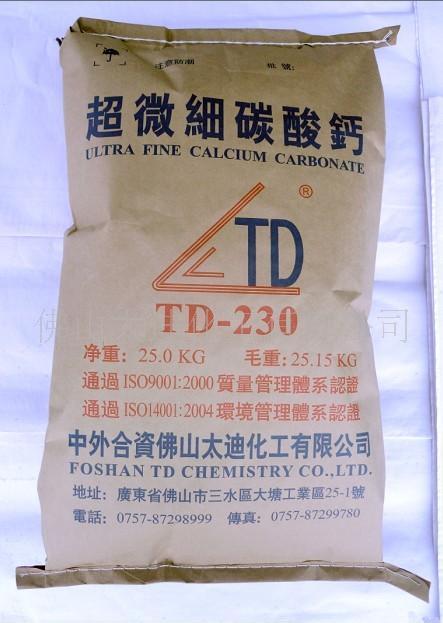 注意防潮 批號:
超微細碳酸鈣
ULTRA FINE CALCIUM CARBONATE
®
TD
TD-230
净重: 25.0 KG 毛重: 25.15 KG
通過ISO9001:2000質量管理體系認證
通過ISO14001:2004環境管理體系認證
中外合資佛山太迪化工有限公司
FOSHAN TD CHEMISTRY CO.,LTD.
地址: 廣東省佛山市三水區大塘工業區25-1號
電話: 0757-87298999 傳真: 0757-87299780